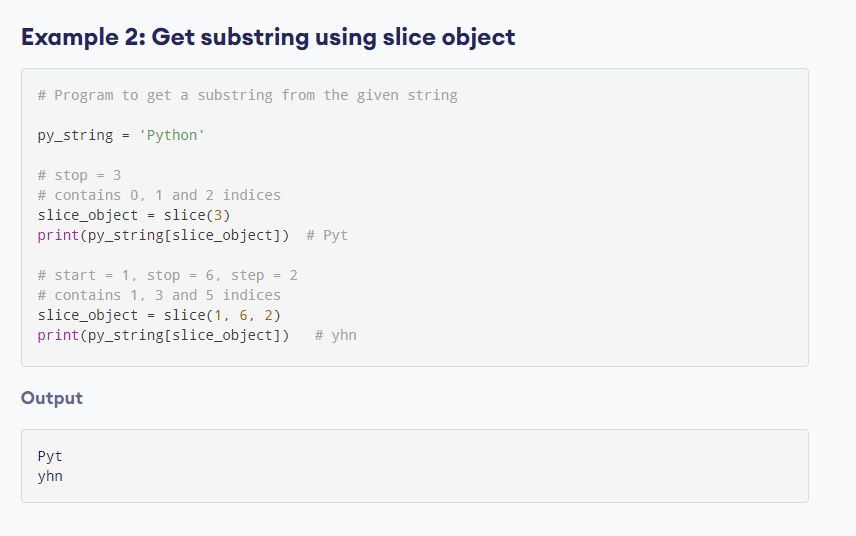 Example 2: Get substring using slice object
# Program to get a substring from the given string
py_string = 'Python'
# stop = 3
# contains 0, 1 and 2 indices
slice_object = slice(3)
print(py_string[slice_object])  # Pyt
# start = 1, stop = 6, step = 2
# contains 1, 3 and 5 indices
slice_object = slice(1, 6, 2)
print(py_string[slice_object])   # yhn
Output
Pyt
yhn